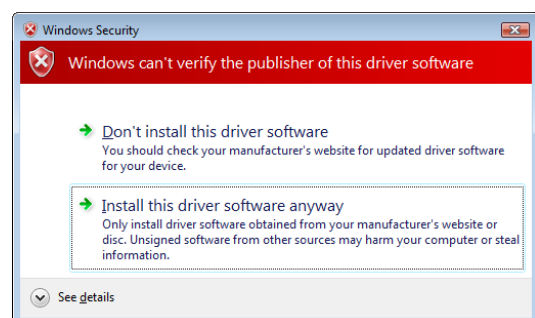 Windows Security
Windows can't verify the publisher of this driver software
Don't install this driver software
You should check your manufacturer's website for updated driver software
for your device.
Install this driver software anyway
Only install driver software obtained from your manufacturer's website or
disc. Unsigned software from other sources may harm your computer or steal
information.
See details